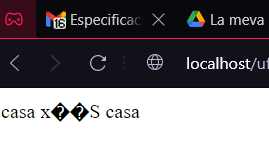 16 Especificac La meva
localhost/uf
casa x��S casa